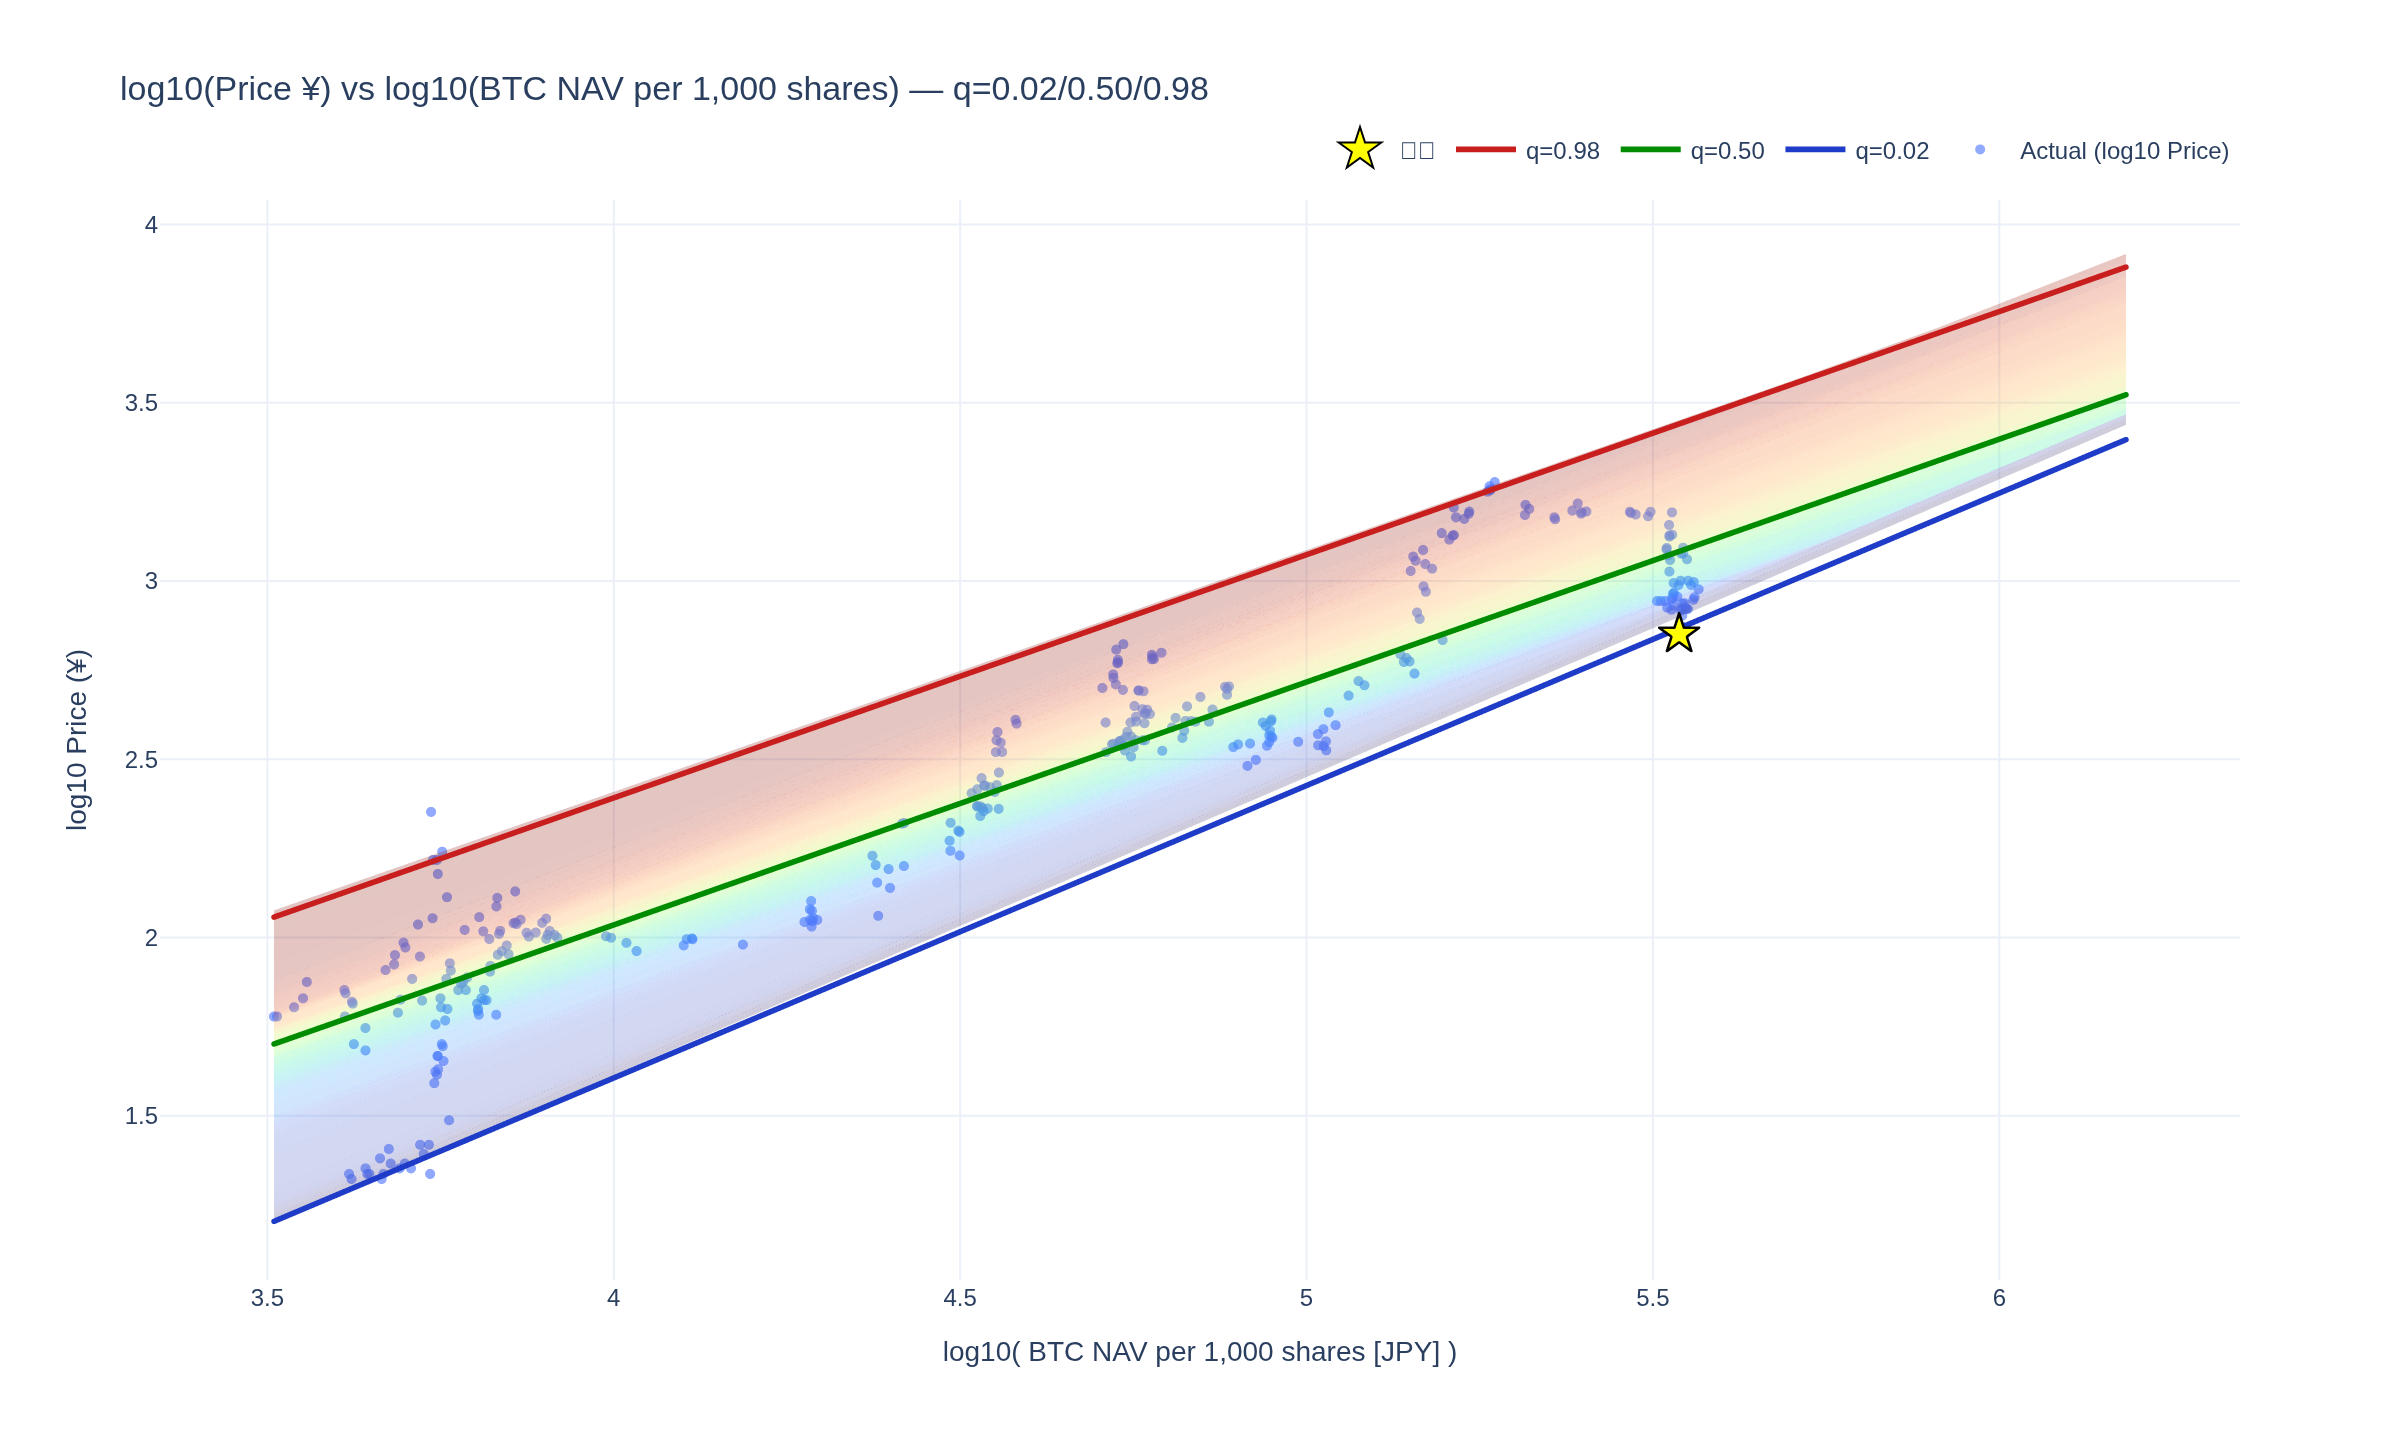 log10(Price ¥) vs log10(BTC NAV per 1,000 shares) — q=0.02/0.50/0.98
q=0.98 q=0.50 q=0.02 Actual (log10 Price)
4
3.5
3
2.5
2
1.5
log10 Price (¥)
3.5 4 4.5 5 5.5 6
log10( BTC NAV per 1,000 shares [JPY] )